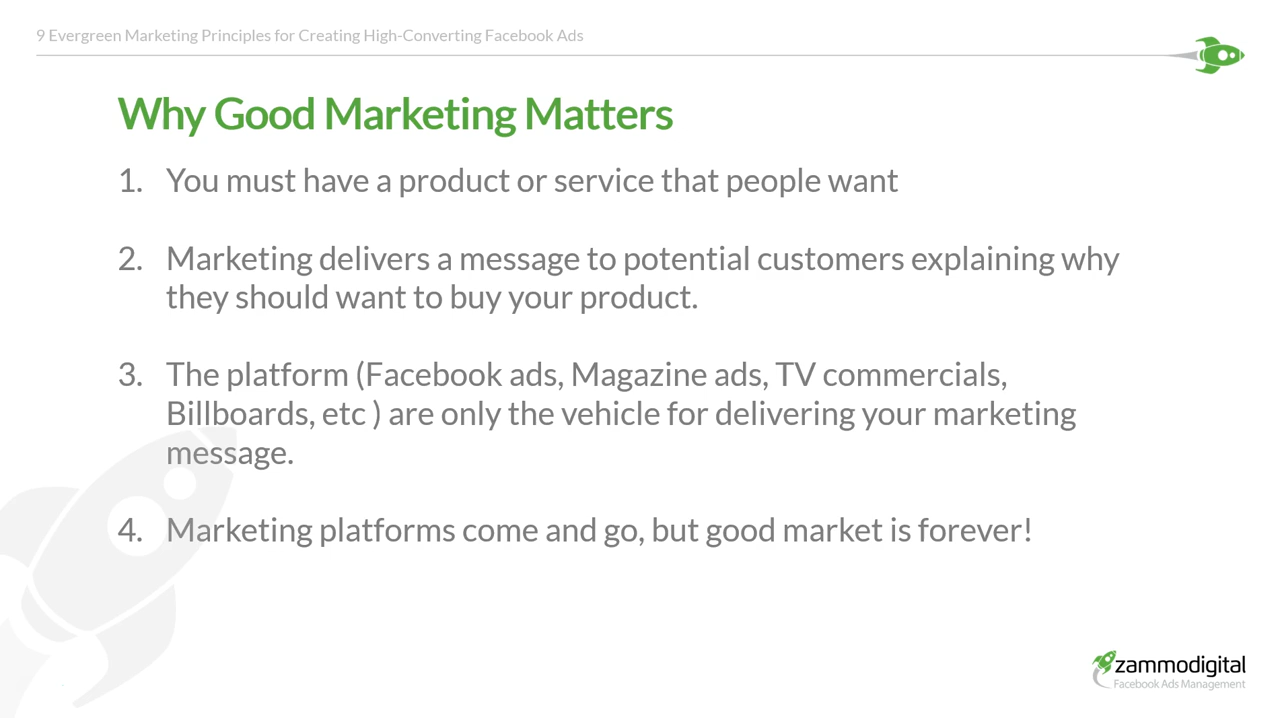 9 Evergreen Marketing Principles for Creating High-Converting Facebook Ads
Why Good Marketing Matters
1. You must have a product or service that people want
2. Marketing delivers a message to potential customers explaining why
they should want to buy your product.
3. The platform (Facebook ads, Magazine ads, TV commercials,
Billboards, etc ) are only the vehicle for delivering your marketing
message.
4. Marketing platforms come and go, but good market is forever!
zammodigital
Facebook Ads Management